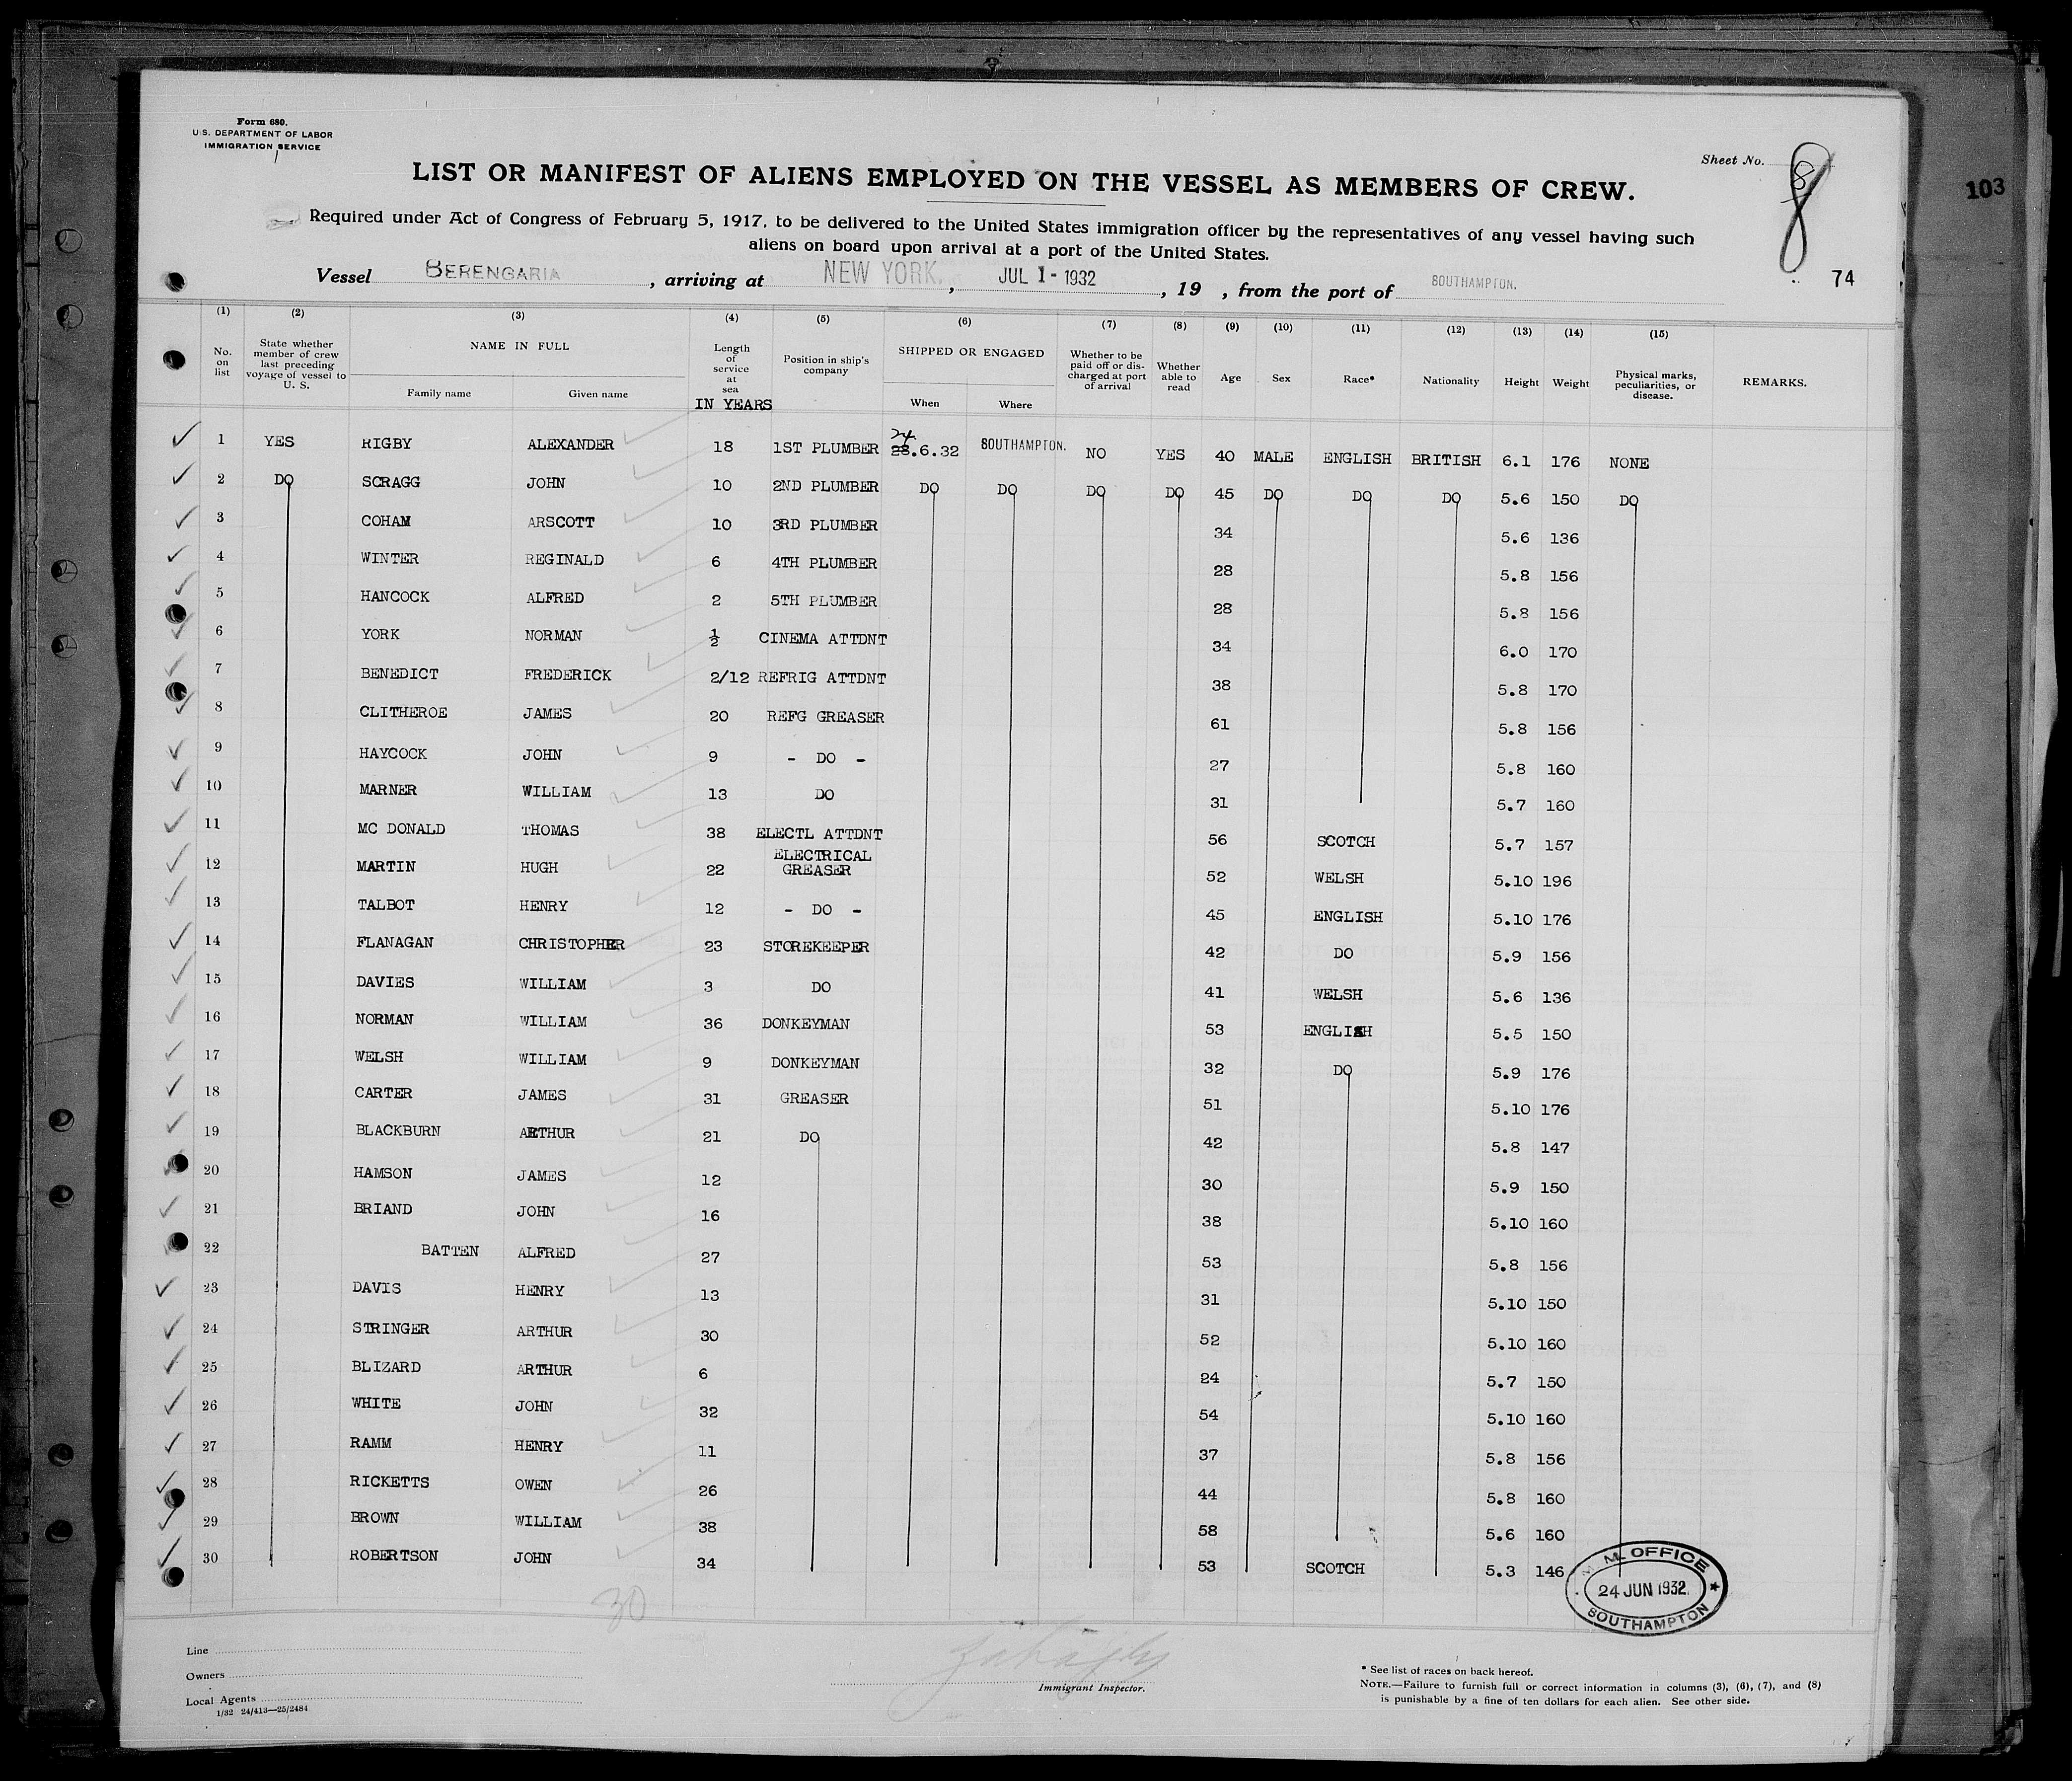 Form 680.
U.S. DEPARTMENT OF LABOR
IMMIGRATION SERVICE
Sheet No. 8
8
103
LIST OR MANIFEST OF ALIENS EMPLOYED ON THE VESSEL AS MEMBERS OF CREW.
Required under Act of Congress of February 5, 1917, to be delivered to the United States immigration officer by the representatives of any vessel having such
aliens on board upon arrival at a port of the United States.
Vessel BERENGARIA , arriving at NEW YORK. , JUL 1 - 1932 , 19 , from the port of SOUTHAMPTON.
74
(1) (2) (3) (4) (5) (6) (7) (8) (9) (10) (11) (12) (13) (14) (15)
No. on list
State whether member of crew last preceding voyage of vessel to U. S.
NAME IN FULL
Family name Given name
Length of service at sea
IN YEARS
Position in ship's company
SHIPPED OR ENGAGED
When Where
Whether to be paid off or discharged at port of arrival
Whether able to read
Age Sex Race* Nationality Height Weight
Physical marks, peculiarities, or disease.
REMARKS.
1 YES RIGBY ALEXANDER 18 1ST PLUMBER 24 28.6.32 SOUTHAMPTON. NO YES 40 MALE ENGLISH BRITISH 6.1 176 NONE
2 DO SCRAGG JOHN 10 2ND PLUMBER DO DO DO DO 45 DO DO DO 5.6 150 DO
3 COHAM ARSCOTT 10 3RD PLUMBER 34 5.6 136
4 WINTER REGINALD 6 4TH PLUMBER 28 5.8 156
5 HANCOCK ALFRED 2 5TH PLUMBER 28 5.8 156
6 YORK NORMAN ½ CINEMA ATTDNT 34 6.0 170
7 BENEDICT FREDERICK 2/12 REFRIG ATTDNT 38 5.8 170
8 CLITHEROE JAMES 20 REFG GREASER 61 5.8 156
9 HAYCOCK JOHN 9 - DO - 27 5.8 160
10 MARNER WILLIAM 13 DO 31 5.7 160
11 MC DONALD THOMAS 38 ELECTL ATTDNT 56 SCOTCH 5.7 157
12 MARTIN HUGH 22 ELECTRICAL GREASER 52 WELSH 5.10 196
13 TALBOT HENRY 12 - DO - 45 ENGLISH 5.10 176
14 FLANAGAN CHRISTOPHER 23 STOREKEEPER 42 DO 5.9 156
15 DAVIES WILLIAM 3 DO 41 WELSH 5.6 136
16 NORMAN WILLIAM 36 DONKEYMAN 53 ENGLISH 5.5 150
17 WELSH WILLIAM 9 DONKEYMAN 32 DO 5.9 176
18 CARTER JAMES 31 GREASER 51 5.10 176
19 BLACKBURN ARTHUR 21 DO 42 5.8 147
20 HAMSON JAMES 12 30 5.9 150
21 BRIAND JOHN 16 38 5.10 160
22 BATTEN ALFRED 27 53 5.8 156
23 DAVIS HENRY 13 31 5.10 150
24 STRINGER ARTHUR 30 52 5.10 160
25 BLIZARD ARTHUR 6 24 5.7 150
26 WHITE JOHN 32 54 5.10 160
27 RAMM HENRY 11 37 5.8 156
28 RICKETTS OWEN 26 44 5.8 160
29 BROWN WILLIAM 38 58 5.6 160
30 ROBERTSON JOHN 34 53 SCOTCH 5.3 146
M. M. OFFICE
24 JUN 1932
SOUTHAMPTON
30
Line
Owners
Local Agents
1/32 24/413—25/2484
Immigrant Inspector.
* See list of races on back hereof.
NOTE.—Failure to furnish full or correct information in columns (3), (6), (7), and (8)
is punishable by a fine of ten dollars for each alien. See other side.